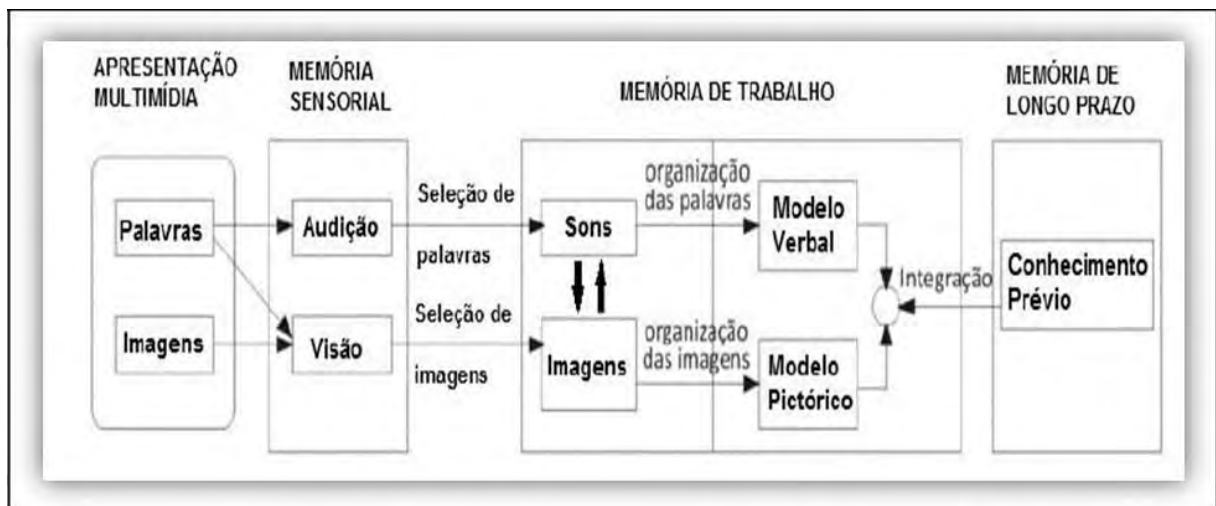 APRESENTAÇÃO
MULTIMÍDIA
Palavras
Imagens
MEMÓRIA
SENSORIAL
Audição
Visão
Seleção de
palavras
Seleção de
imagens
MEMÓRIA DE TRABALHO
Sons
Imagens
organização
das palavras
organização
das imagens
Modelo
Verbal
Modelo
Pictórico
Integração
MEMÓRIA DE
LONGO PRAZO
Conhecimento
Prévio